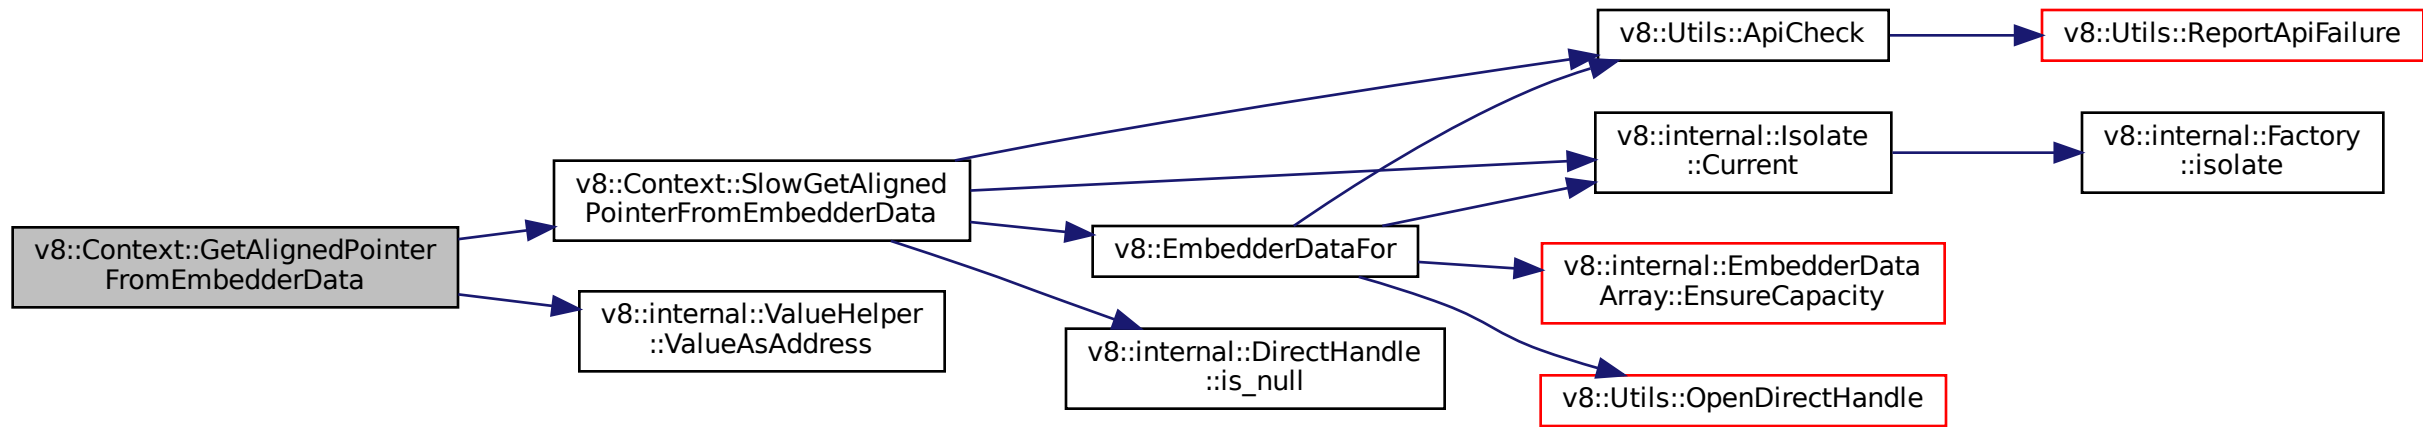 v8::Context::GetAlignedPointer
FromEmbedderData
v8::Context::SlowGetAligned
PointerFromEmbedderData
v8::internal::ValueHelper
::ValueAsAddress
v8::EmbedderDataFor
v8::internal::DirectHandle
::is_null
v8::Utils::ApiCheck
v8::internal::Isolate
::Current
v8::internal::EmbedderData
Array::EnsureCapacity
v8::Utils::OpenDirectHandle
v8::Utils::ReportApiFailure
v8::internal::Factory
::isolate